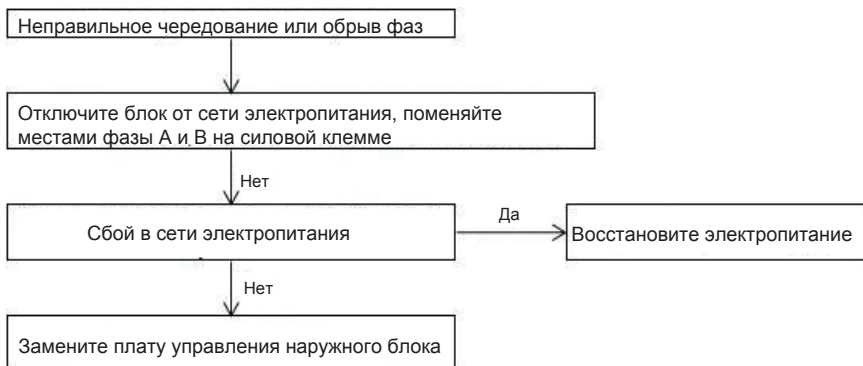 Неправильное чередование или обрыв фаз
Отключите блок от сети электропитания, поменяйте
местами фазы А и В на силовой клемме
Нет
Сбой в сети электропитания
Да
Восстановите электропитание
Нет
Замените плату управления наружного блока